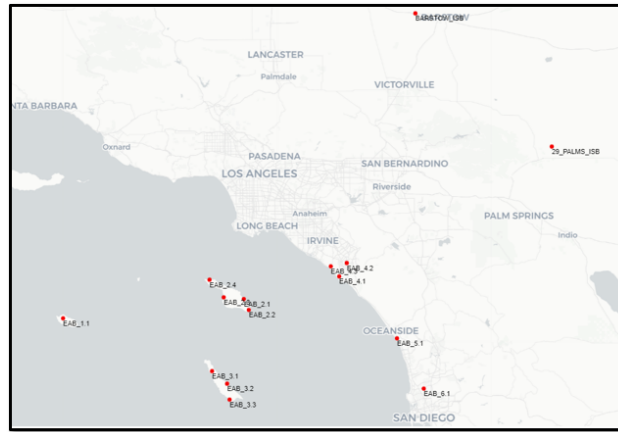 BARSTOW_ISB
BARSTOW
LANCASTER
Palmdale
VICTORVILLE
NTA BARBARA
Oxnard
29_PALMS_ISB
PASADENA
SAN BERNARDINO
LOS ANGELES
Riverside
Anaheim
PALM SPRINGS
LONG BEACH
Indio
IRVINE
EAB_4.2
EAB_4.1
EAB_2.4
EAB_2.1
EAB_2.2
EAB_1.1
OCEANSIDE
EAB_5.1
EAB_3.1
EAB_3.2
EAB_6.1
EAB_3.3
SAN DIEGO